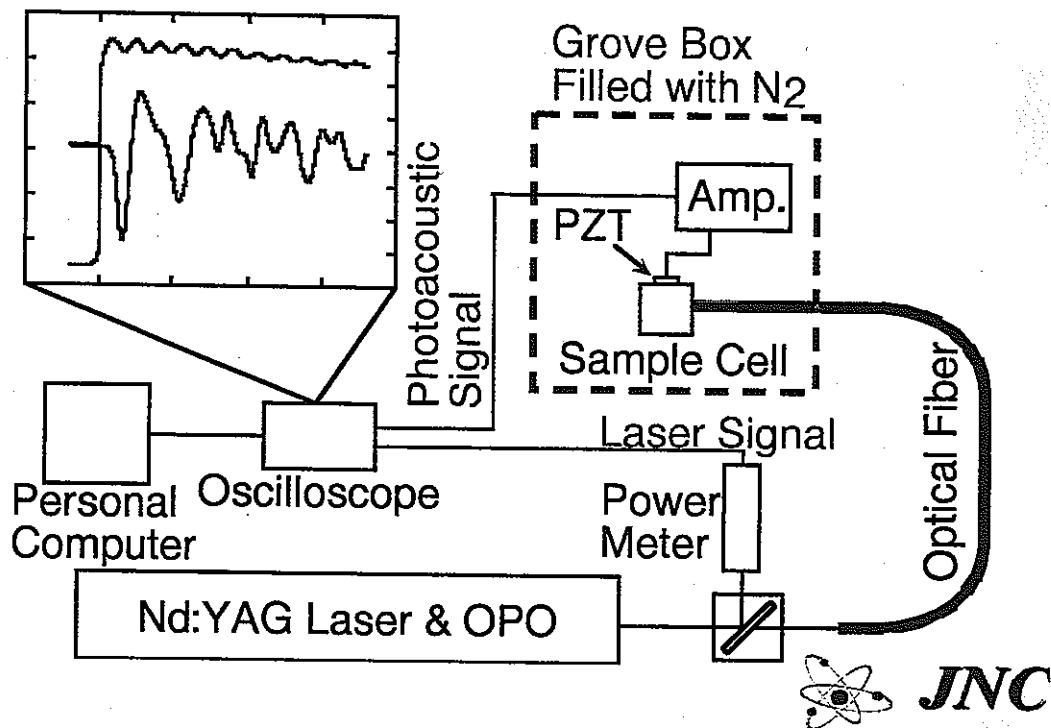 Grove Box
Filled with N2
Amp.
PZT
Sample Cell
Photoacoustic
Signal
Optical Fiber
Laser Signal
Personal
Computer
Oscilloscope
Power
Meter
Nd:YAG Laser & OPO
JNC